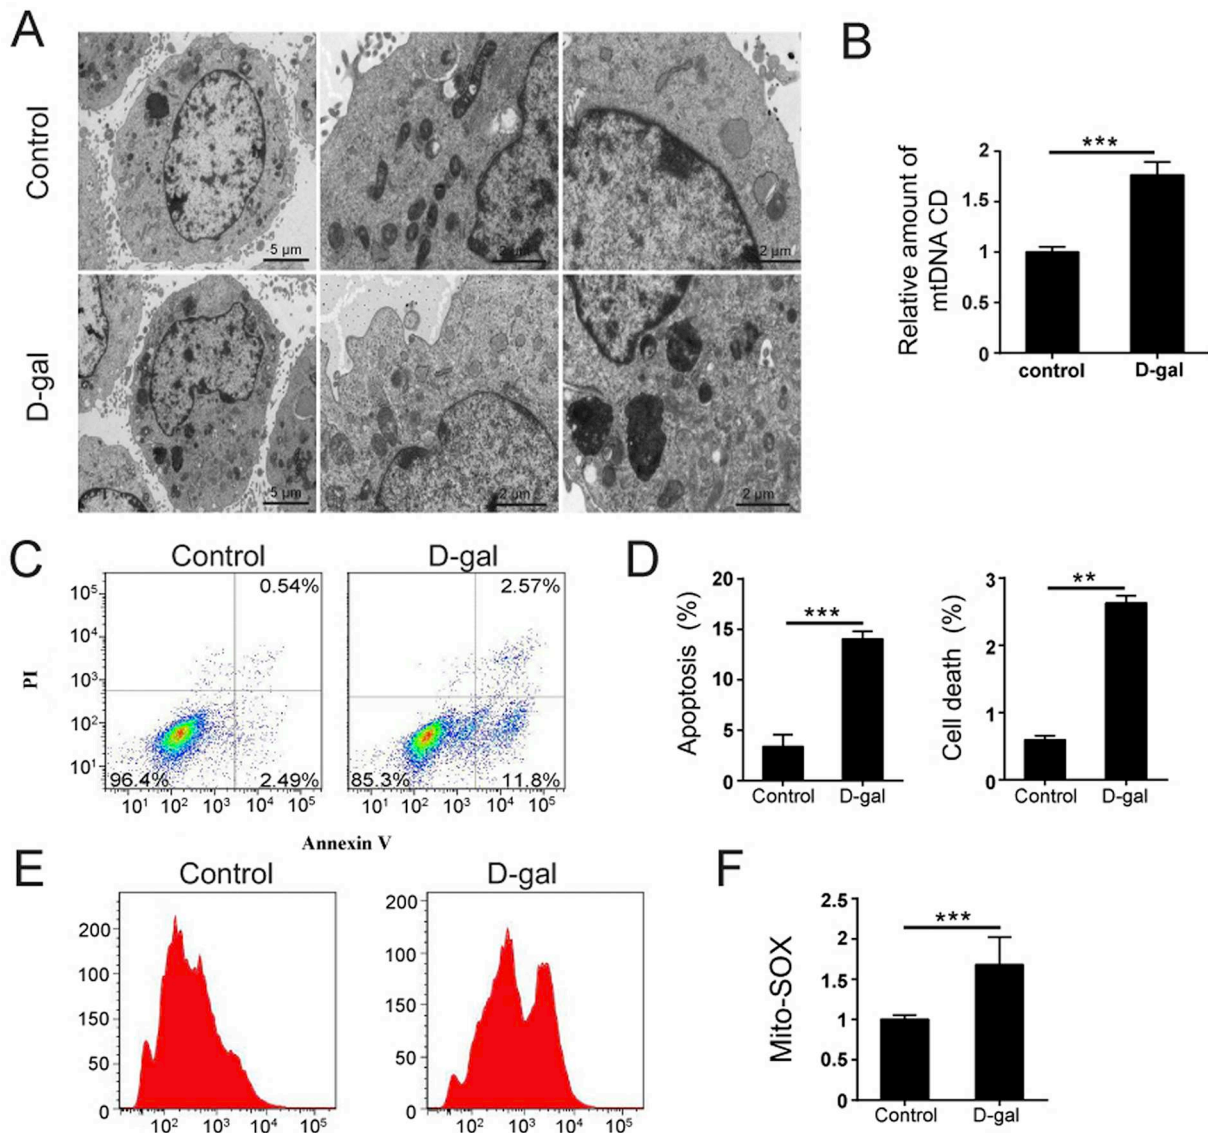 A
Control
5 μm
2 μm
2 μm
D-gal
5 μm
2 μm
2 μm
B
Relative amount of
mtDNA CD
2
1.5
1
0.5
0
***
control
D-gal
C
Control
D-gal
PI
10⁵
10⁴
10³
10²
10¹
0.54%
96.4%
2.49%
10¹ 10² 10³ 10⁴ 10⁵
2.57%
85.3%
11.8%
10¹ 10² 10³ 10⁴ 10⁵
Annexin V
D
Apoptosis (%)
20
15
10
5
0
***
Control
D-gal
Cell death (%)
3
2
1
0
**
Control
D-gal
E
Control
200
100
150
50
0
10² 10³ 10⁴ 10⁵
D-gal
200
100
150
50
0
10² 10³ 10⁴ 10⁵
F
Mito-SOX
2.5
2
1.5
1
0.5
0
***
Control
D-gal